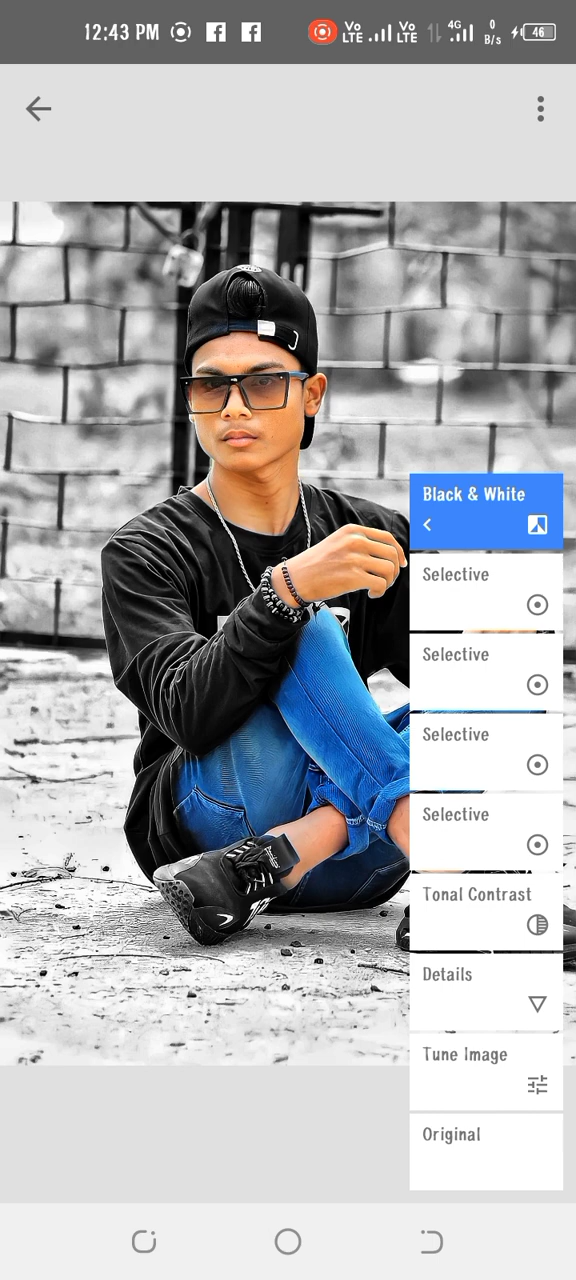 12:43 PM
Vo LTE
Vo LTE
4G
0 B/s
46
Black & White
Selective
Selective
Selective
Selective
Tonal Contrast
Details
Tune Image
Original